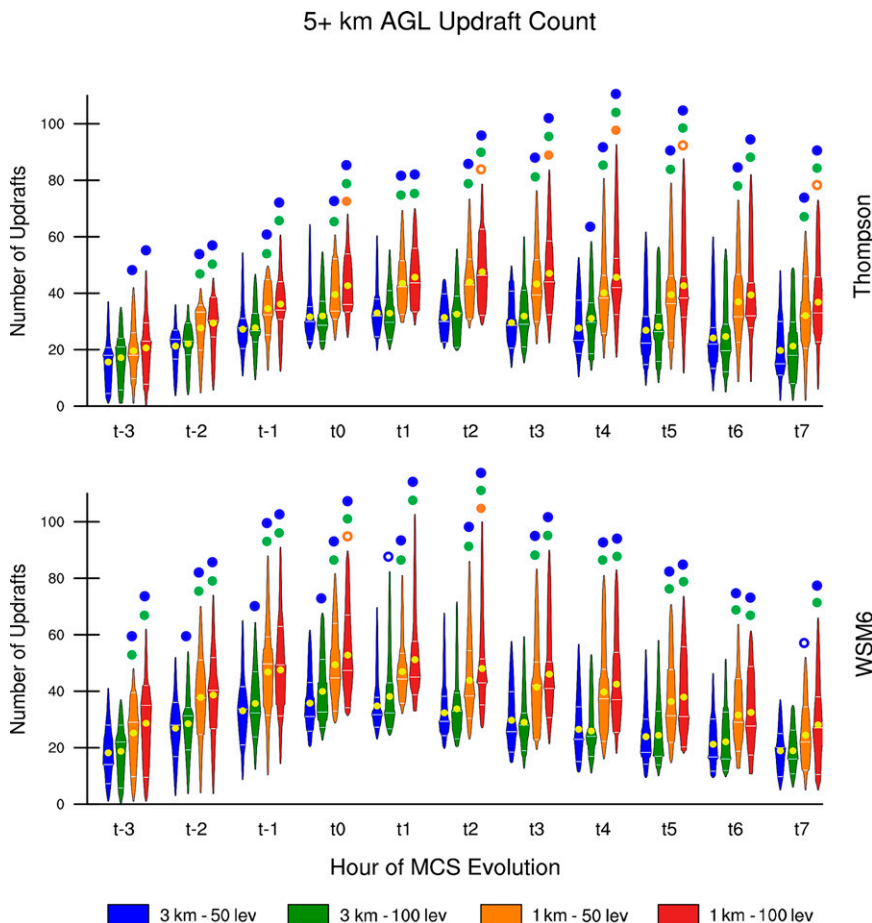 5+ km AGL Updraft Count
Number of Updrafts
100
80
60
40
20
0
t-3 t-2 t-1 t0 t1 t2 t3 t4 t5 t6 t7
Thompson
Number of Updrafts
100
80
60
40
20
0
t-3 t-2 t-1 t0 t1 t2 t3 t4 t5 t6 t7
WSM6
Hour of MCS Evolution
3 km - 50 lev 3 km - 100 lev 1 km - 50 lev 1 km - 100 lev